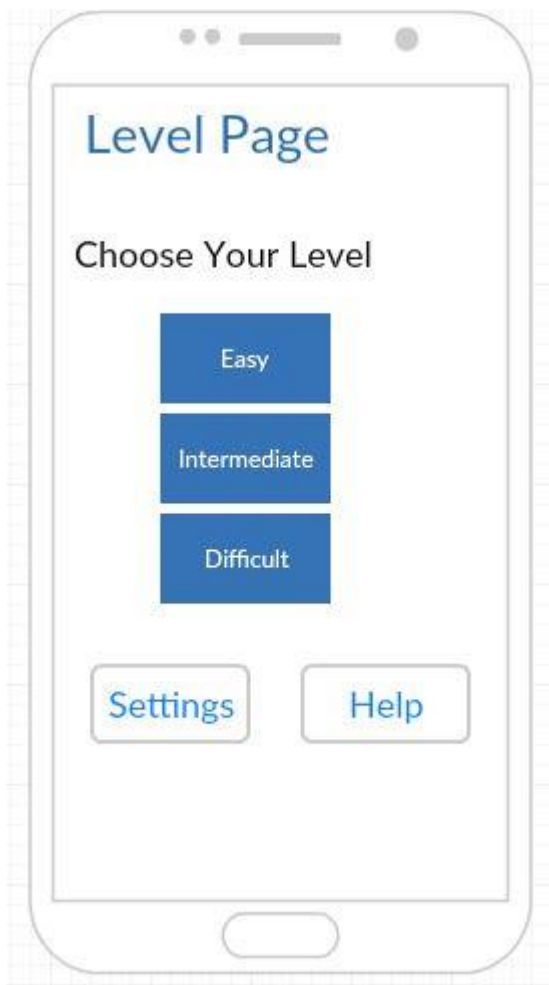 Level Page
Choose Your Level
Easy
Intermediate
Difficult
Settings Help